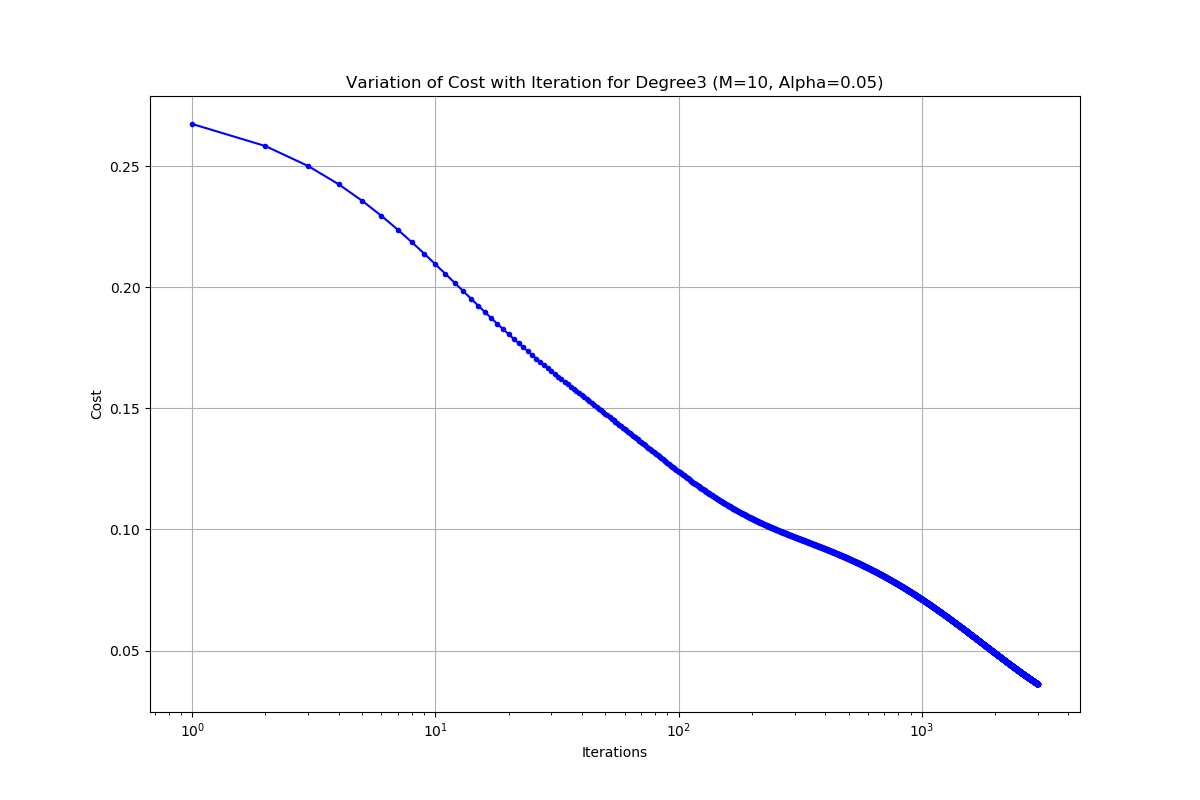 Variation of Cost with Iteration for Degree3 (M=10, Alpha=0.05)
Cost
0.25
0.20
0.15
0.10
0.05
10⁰ 10¹ 10² 10³
Iterations